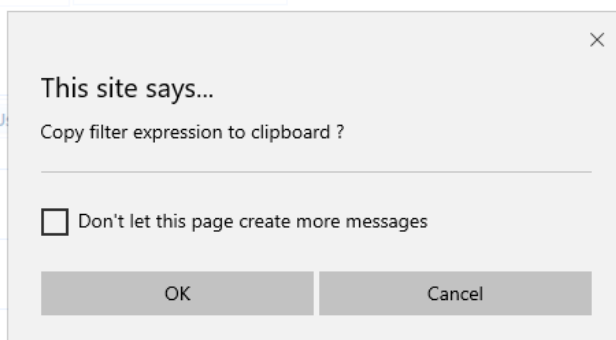 This site says...
Copy filter expression to clipboard ?
Don't let this page create more messages
OK
Cancel